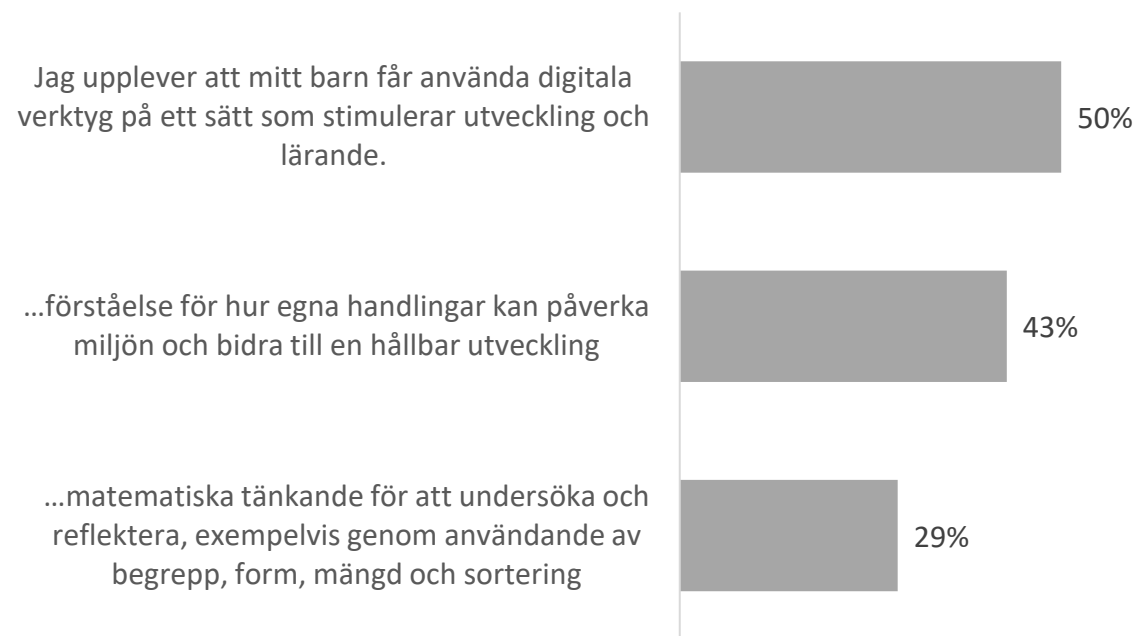 Jag upplever att mitt barn får använda digitala
verktyg på ett sätt som stimulerar utveckling och
lärande.
50%
…förståelse för hur egna handlingar kan påverka
miljön och bidra till en hållbar utveckling
43%
…matematiska tänkande för att undersöka och
reflektera, exempelvis genom användande av
begrepp, form, mängd och sortering
29%